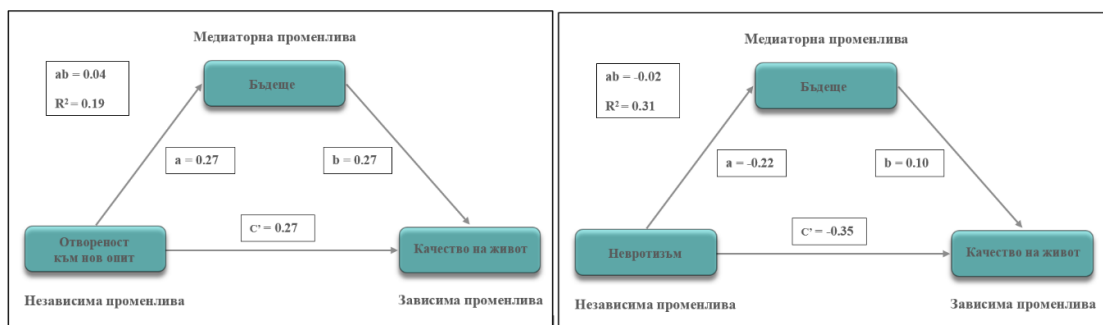 Медиаторна променлива
ab = 0.04
R² = 0.19
Бъдеще
a = 0.27
b = 0.27
C’ = 0.27
Отвореност
към нов опит
Качество на живот
Независима променлива
Зависима променлива
Медиаторна променлива
ab = -0.02
R² = 0.31
Бъдеще
a = -0.22
b = 0.10
C’ = -0.35
Невротизъм
Качество на живот
Независима променлива
Зависима променлива